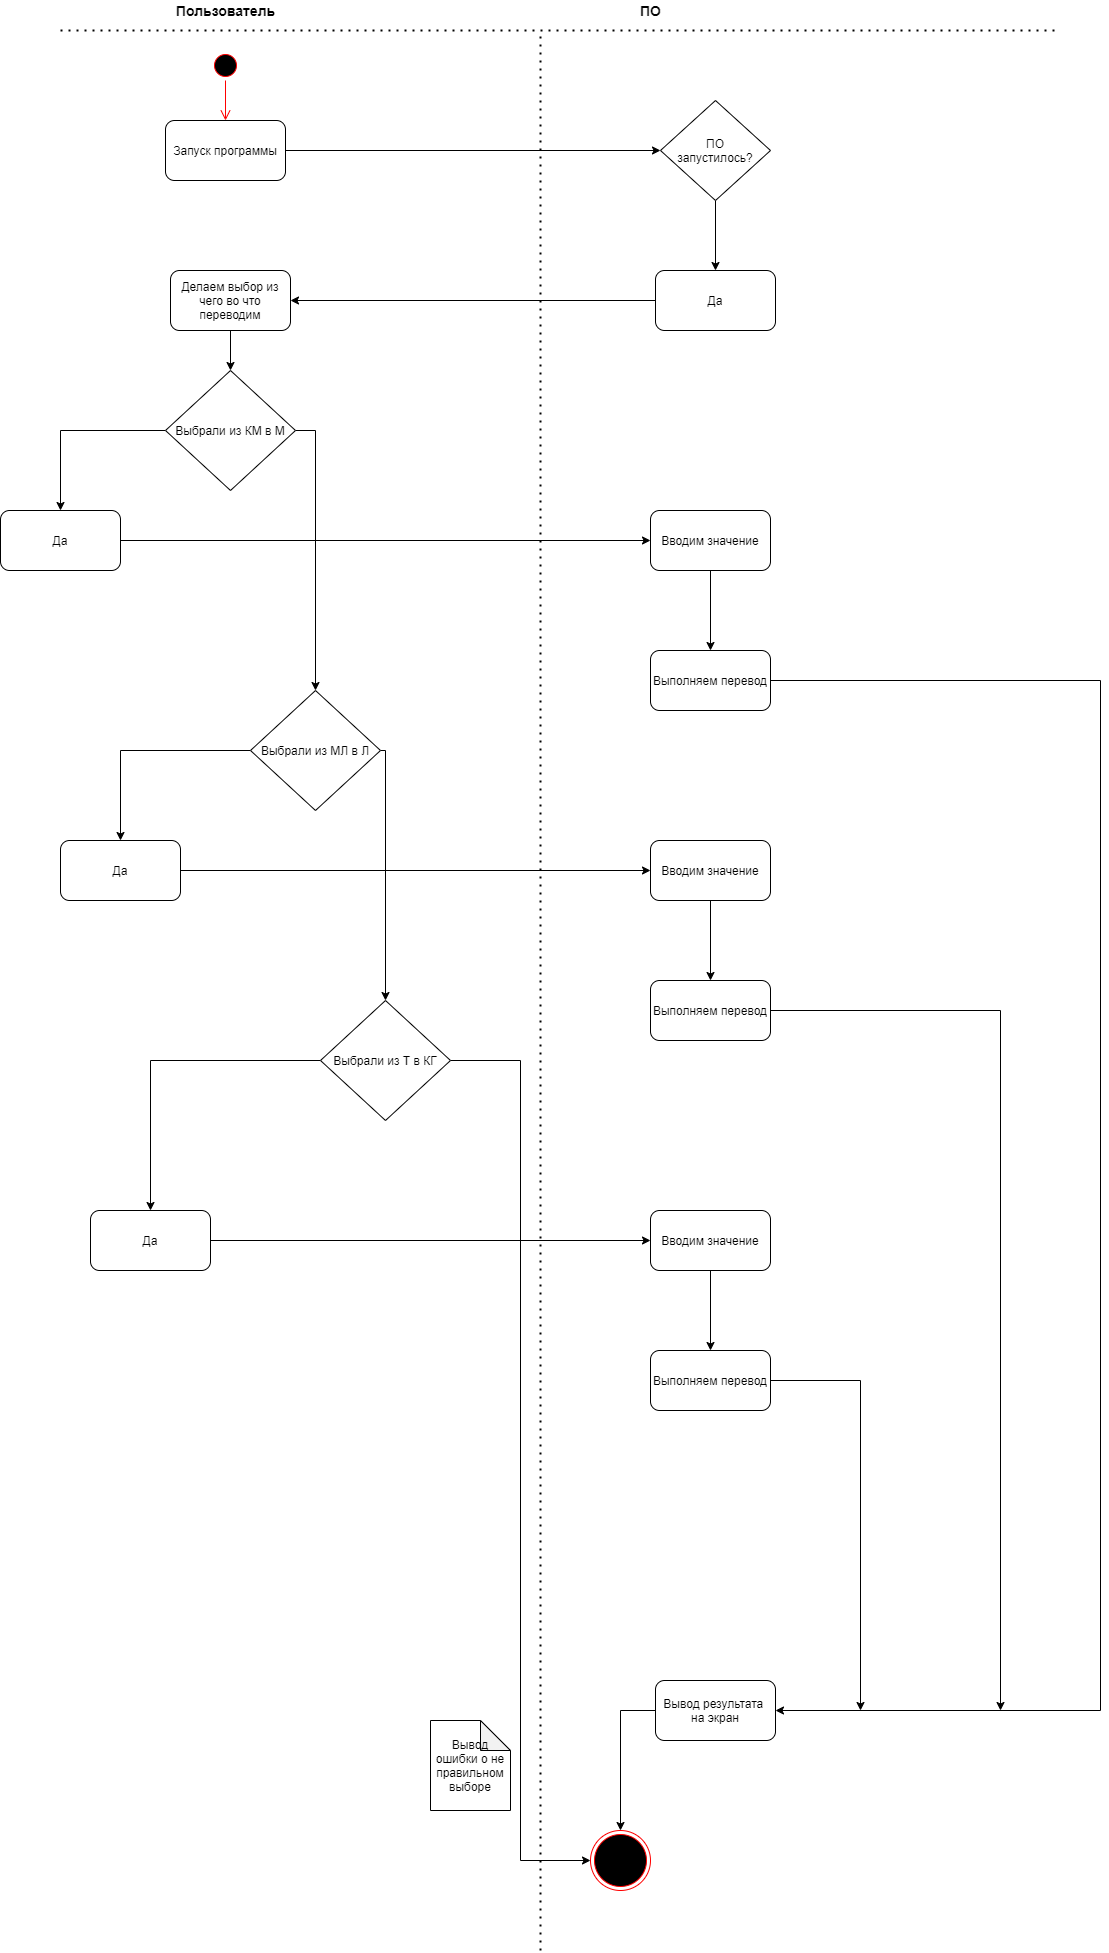 Пользователь
ПО
Запуск программы
ПО
запустилось?
Делаем выбор из
чего во что
переводим
Да
Выбрали из КМ в М
Да
Вводим значение
Выполняем перевод
Выбрали из МЛ в Л
Да
Вводим значение
Выполняем перевод
Выбрали из Т в КГ
Да
Вводим значение
Выполняем перевод
Вывод результата
на экран
Вывод
ошибки о не
правильном
выборе